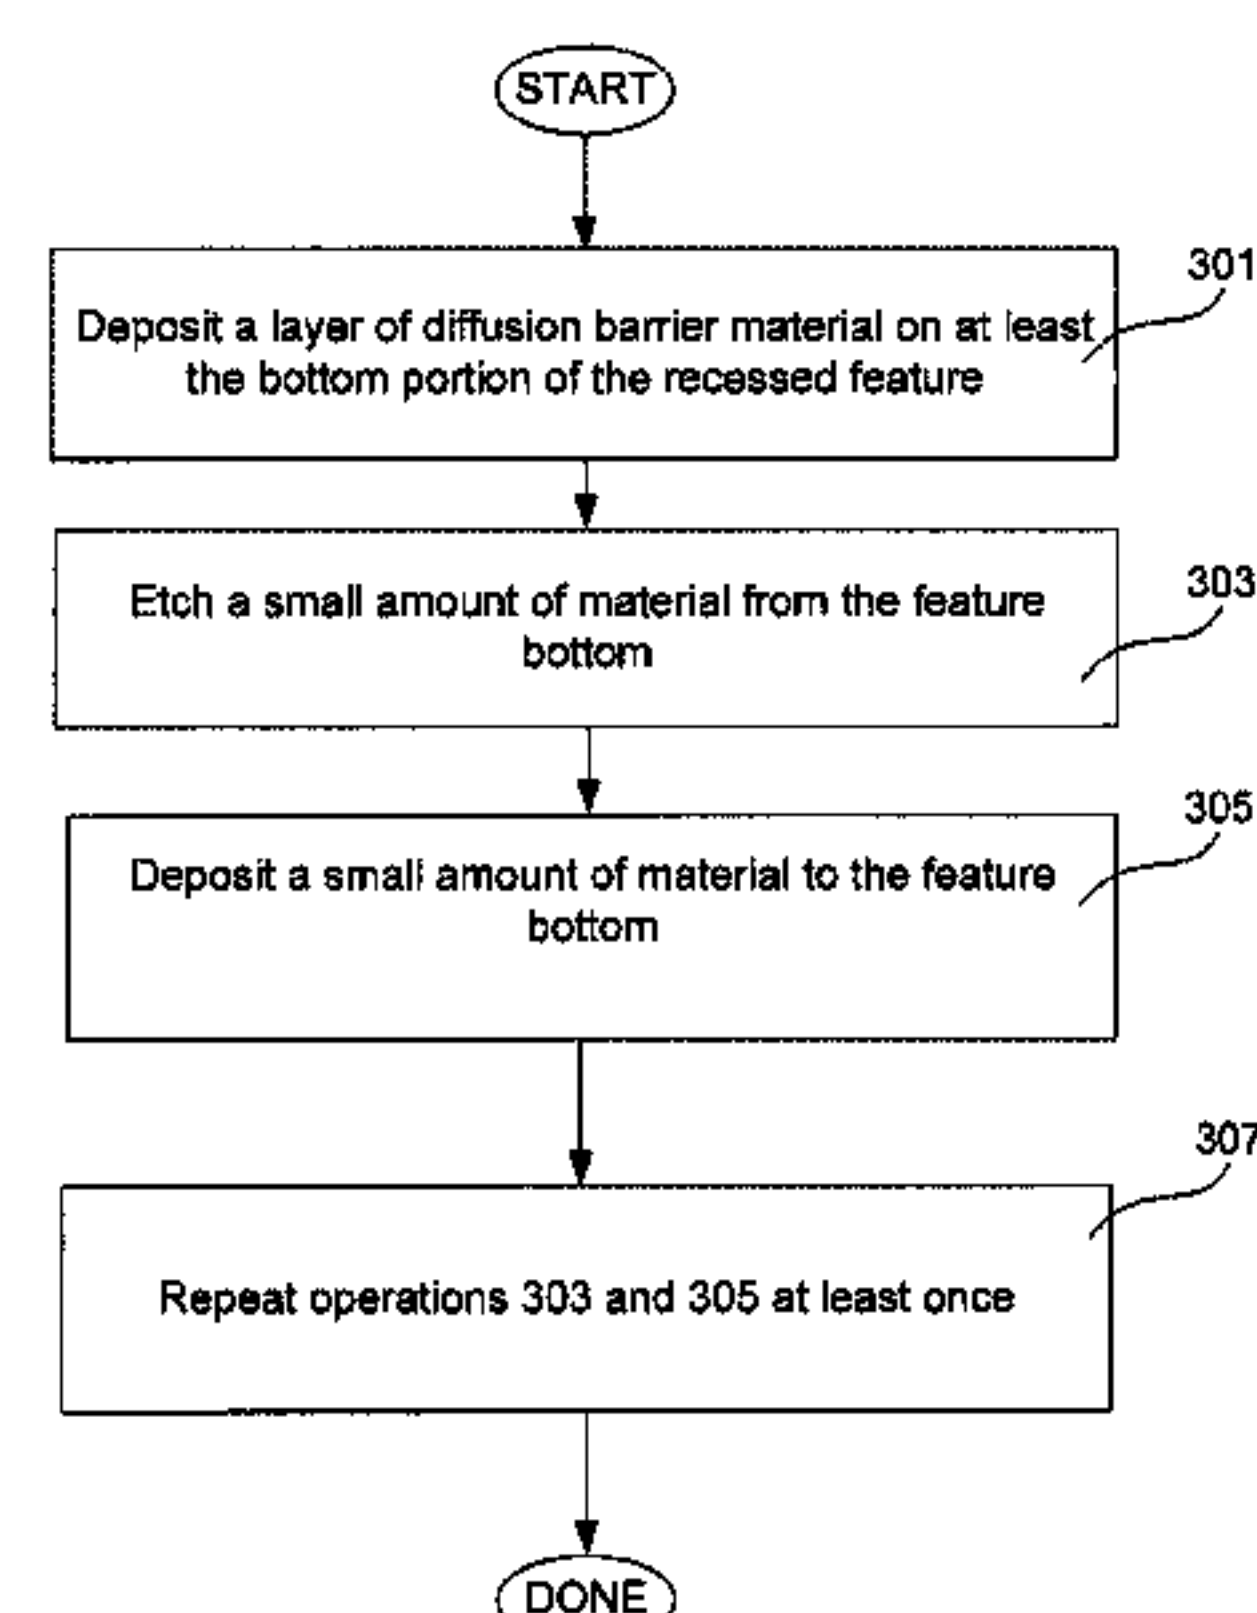 START
301
Deposit a layer of diffusion barrier material on at least
the bottom portion of the recessed feature
303
Etch a small amount of material from the feature
bottom
305
Deposit a small amount of material to the feature
bottom
307
Repeat operations 303 and 305 at least once
DONE